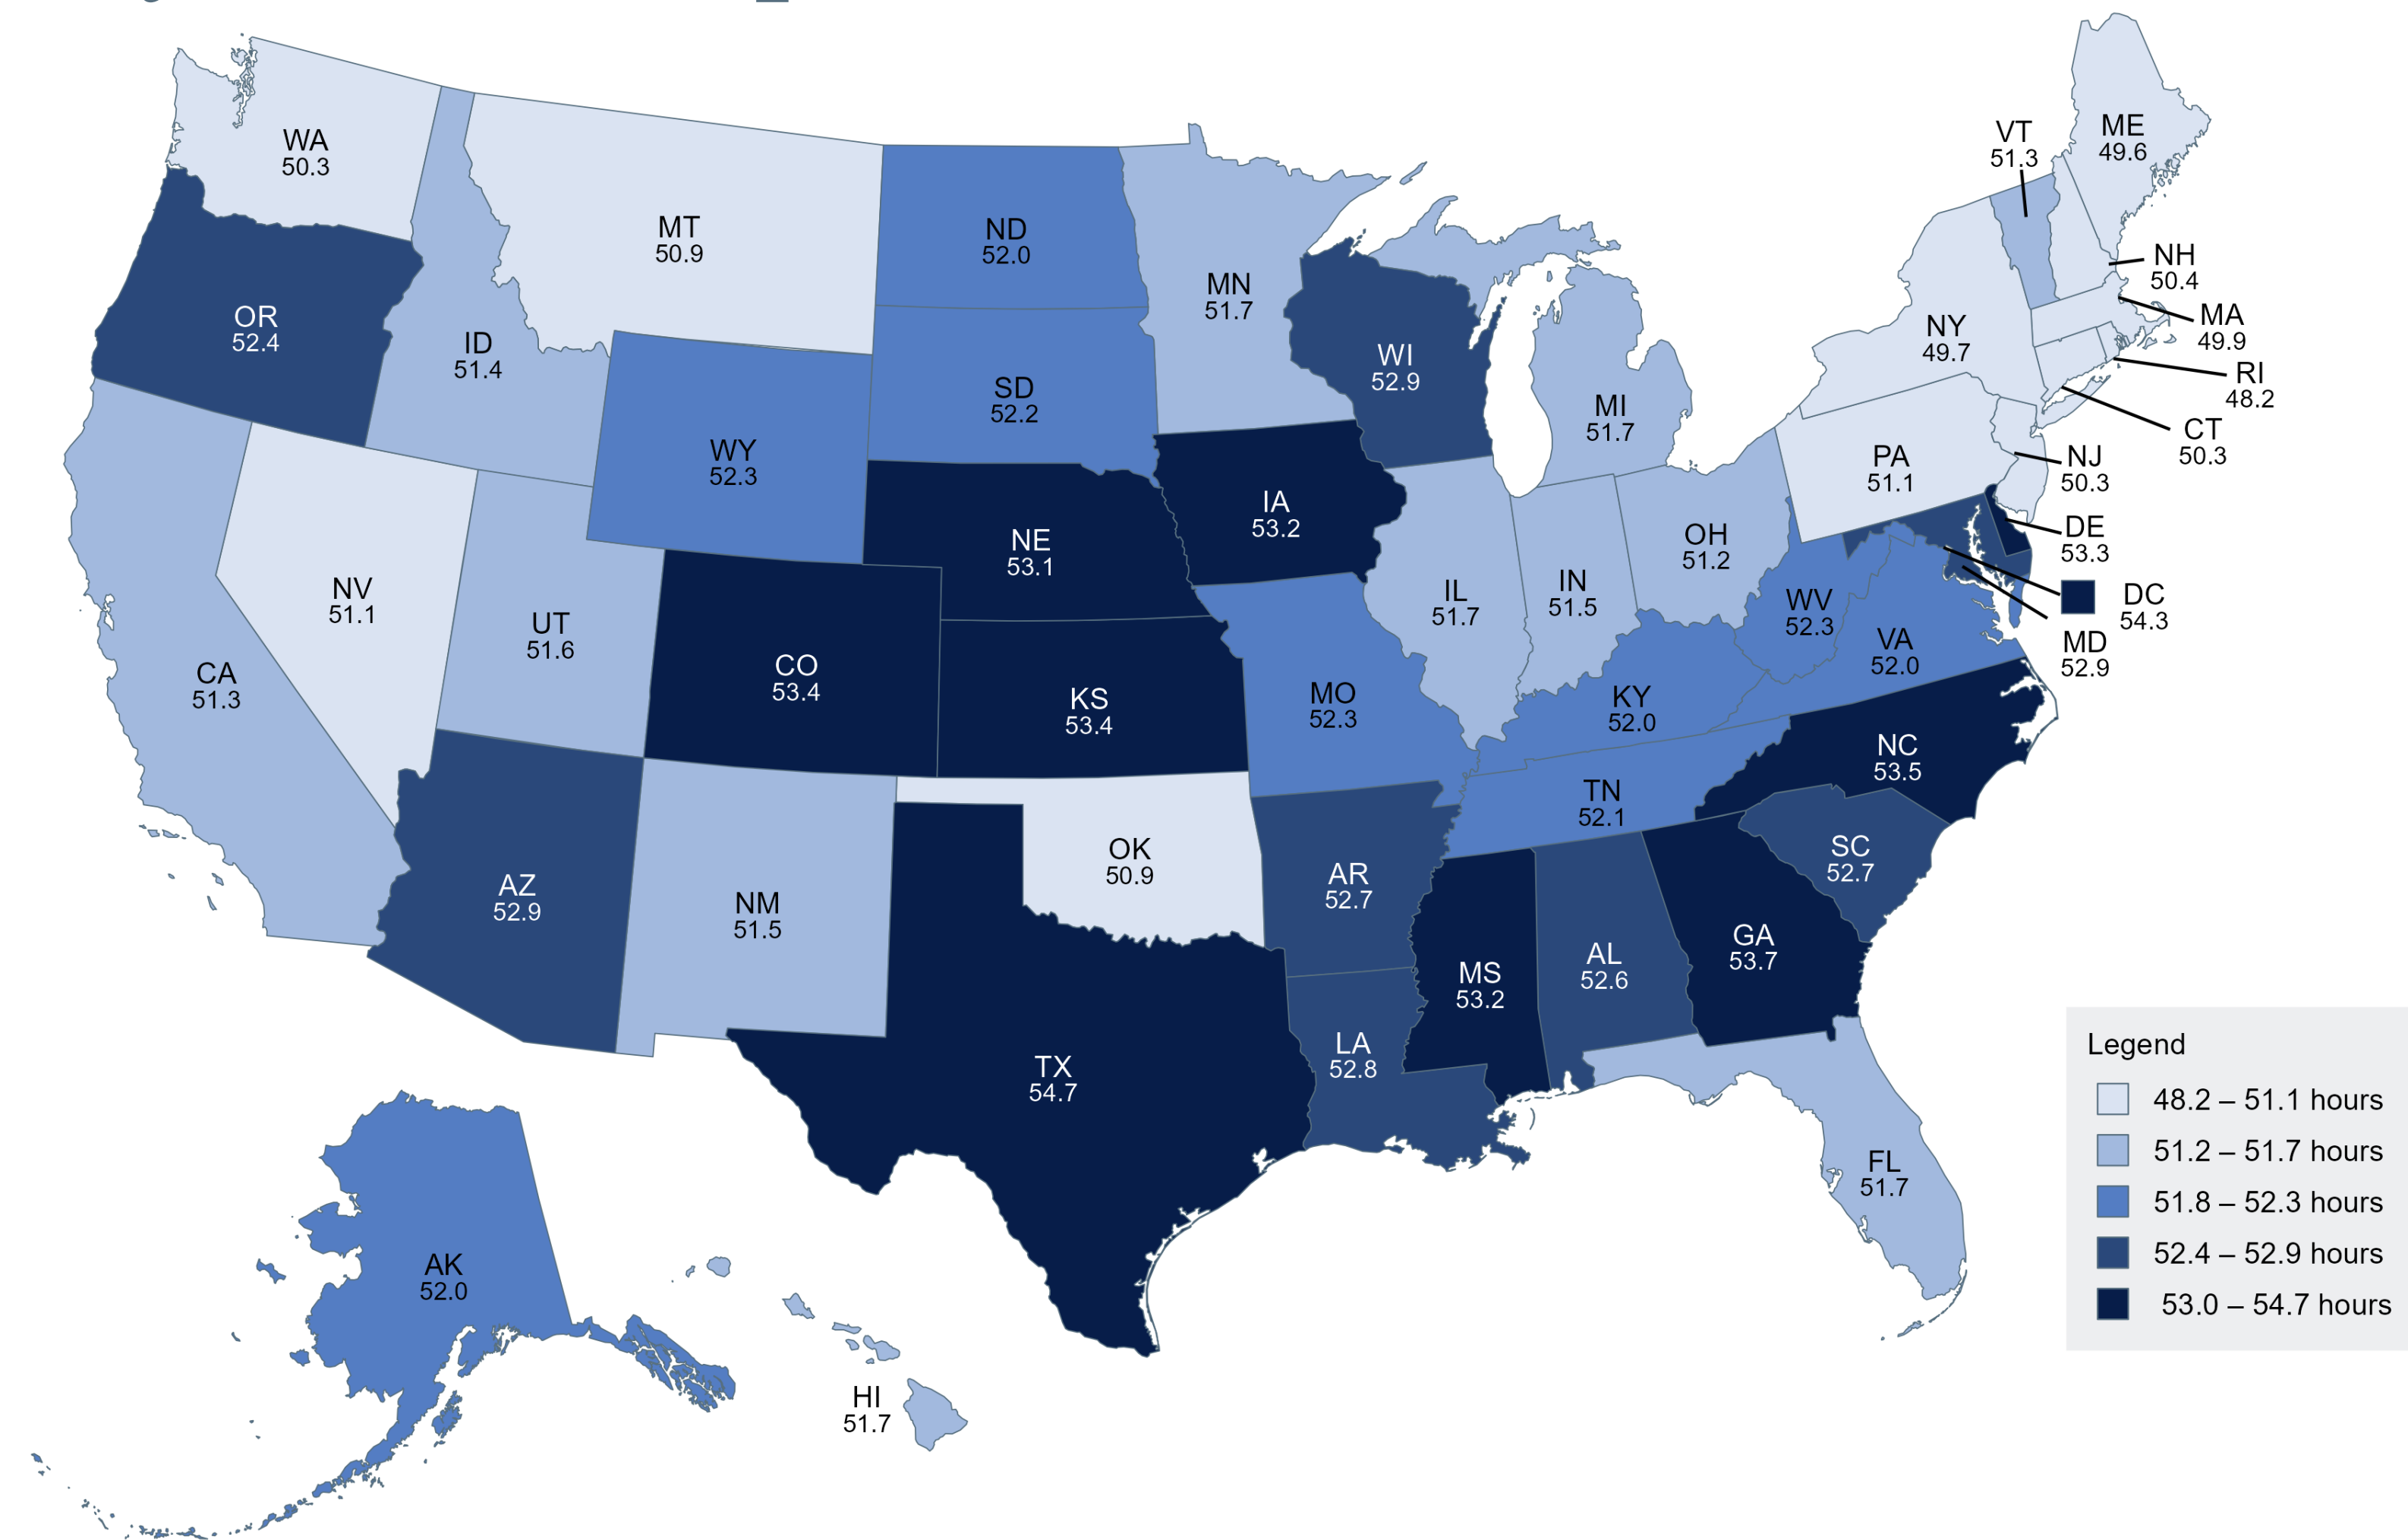 WA
50.3
OR
52.4
CA
51.3
ID
51.4
NV
51.1
MT
50.9
WY
52.3
UT
51.6
AZ
52.9
CO
53.4
NM
51.5
ND
52.0
SD
52.2
NE
53.1
KS
53.4
OK
50.9
TX
54.7
MN
51.7
IA
53.2
MO
52.3
AR
52.7
LA
52.8
WI
52.9
IL
51.7
MI
51.7
IN
51.5
OH
51.2
KY
52.0
TN
52.1
MS
53.2
AL
52.6
GA
53.7
FL
51.7
SC
52.7
NC
53.5
VA
52.0
WV
52.3
PA
51.1
NY
49.7
VT
51.3
ME
49.6
NH
50.4
MA
49.9
RI
48.2
CT
50.3
NJ
50.3
DE
53.3
DC
54.3
MD
52.9
AK
52.0
HI
51.7
Legend
48.2 – 51.1 hours
51.2 – 51.7 hours
51.8 – 52.3 hours
52.4 – 52.9 hours
53.0 – 54.7 hours